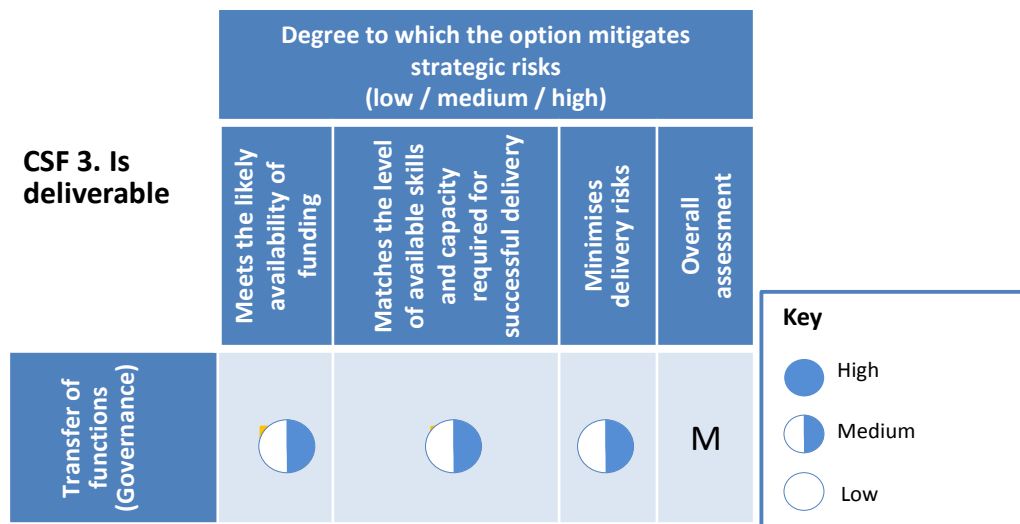 Degree to which the option mitigates
strategic risks
(low / medium / high)
CSF 3. Is
deliverable
Meets the likely
availability of
funding
Matches the level
of available skills
and capacity
required for
successful delivery
Minimises
delivery risks
Overall
assessment
Transfer of
functions
(Governance)
M
Key
High
Medium
Low